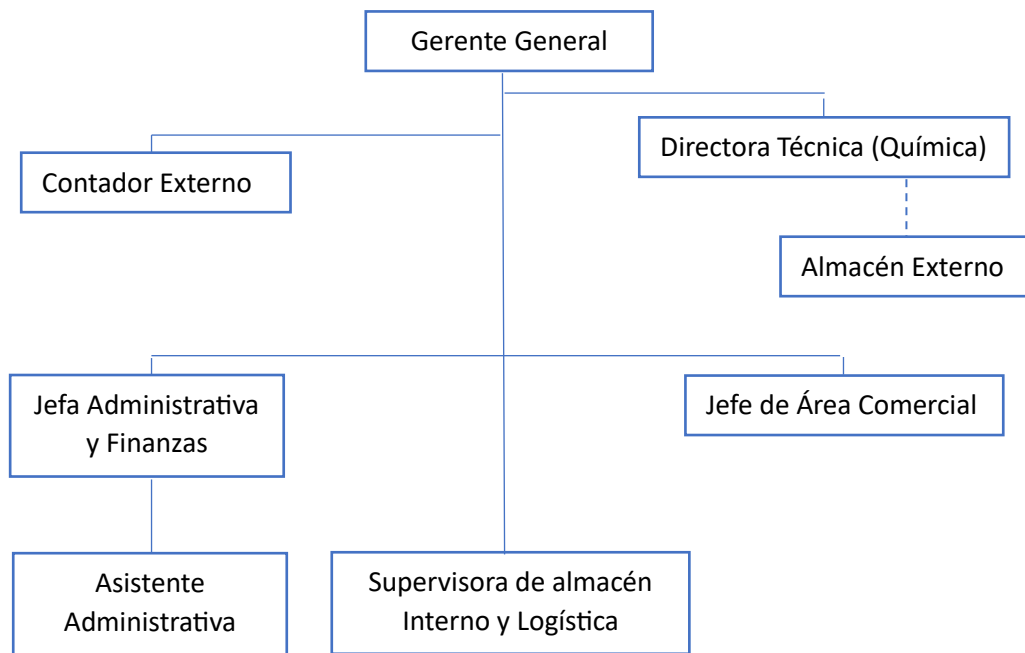 Gerente General
Directora Técnica (Química)
Contador Externo
Almacén Externo
Jefa Administrativa
y Finanzas
Jefe de Área Comercial
Asistente
Administrativa
Supervisora de almacén
Interno y Logística